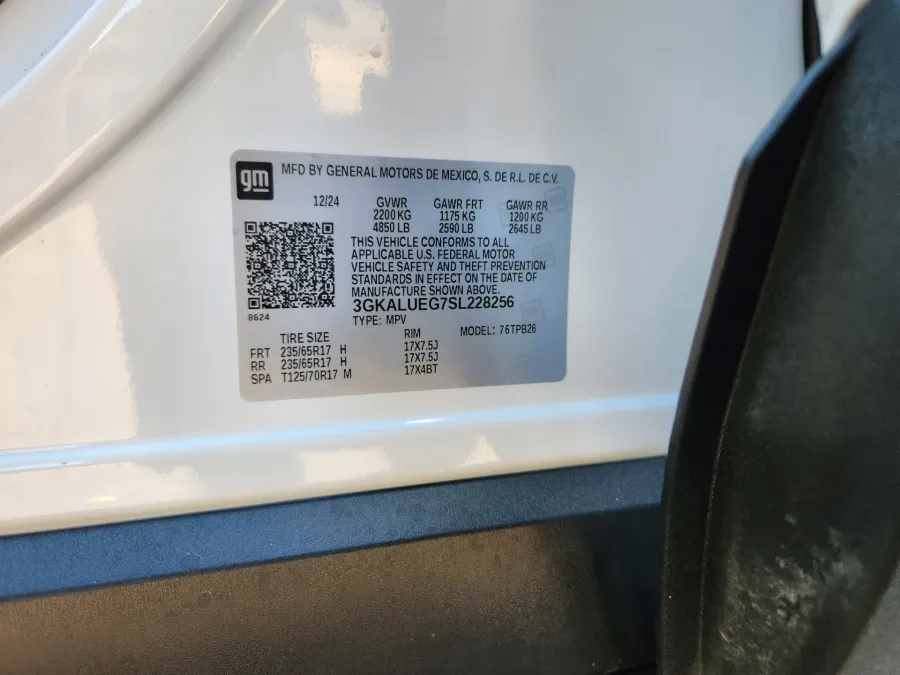 gm MFD BY GENERAL MOTORS DE MEXICO, S. DE R.L. DE C.V.
12/24 GVWR GAWR FRT GAWR RR
2200 KG 1175 KG 1200 KG
4850 LB 2590 LB 2645 LB
THIS VEHICLE CONFORMS TO ALL
APPLICABLE U.S. FEDERAL MOTOR
VEHICLE SAFETY AND THEFT PREVENTION
STANDARDS IN EFFECT ON THE DATE OF
MANUFACTURE SHOWN ABOVE.
8624 3GKALUEG7SL228256
TYPE: MPV MODEL: 76TPB26
TIRE SIZE RIM
FRT 235/65R17 H 17X7.5J
RR 235/65R17 H 17X7.5J
SPA T125/70R17 M 17X4BT